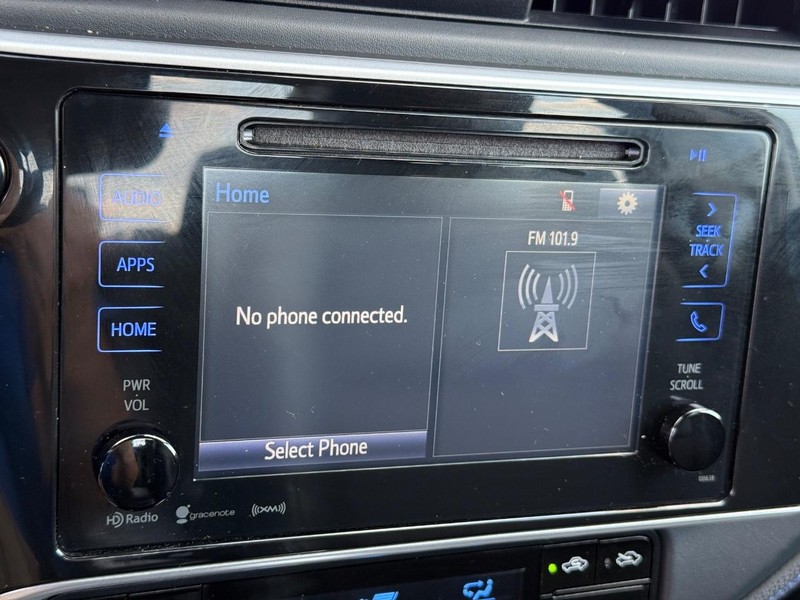 AUDIO
APPS
HOME
PWR
VOL
Home
FM 101.9
No phone connected.
Select Phone
SEEK
TRACK
TUNE
SCROLL
HD Radio
gracenote
((XM))